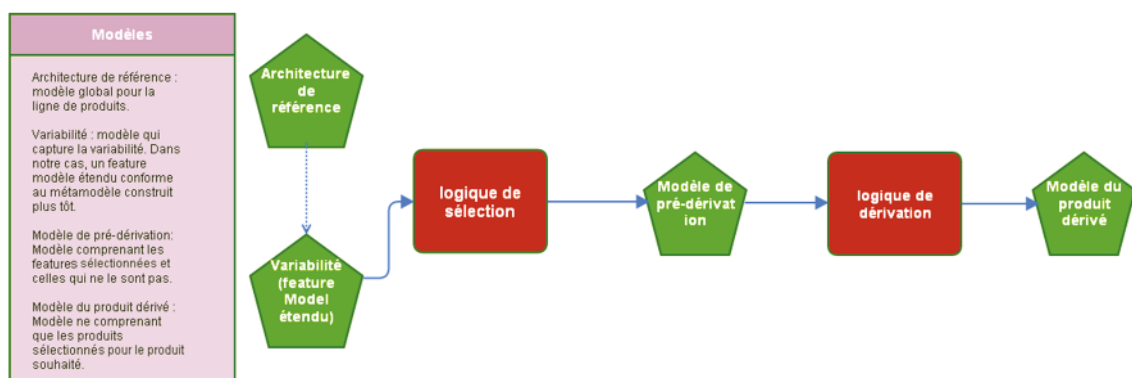 Modèles
Architecture de référence :
modèle global pour la
ligne de produits.
Variabilité : modèle qui
capture la variabilité. Dans
notre cas, un feature
modèle étendu conforme
au métamodèle construit
plus tôt.
Modèle de pré-dérivation:
Modèle comprenant les
features sélectionnées et
celles qui ne le sont pas.
Modèle du produit dérivé :
Modèle ne comprenant
que les produits
sélectionnés pour le produit
souhaité.
Architecture
de
référence
Variabilité
(feature
Model
étendu)
logique de
sélection
Modèle de
pré-dérivat
ion
logique de
dérivation
Modèle du
produit
dérivé